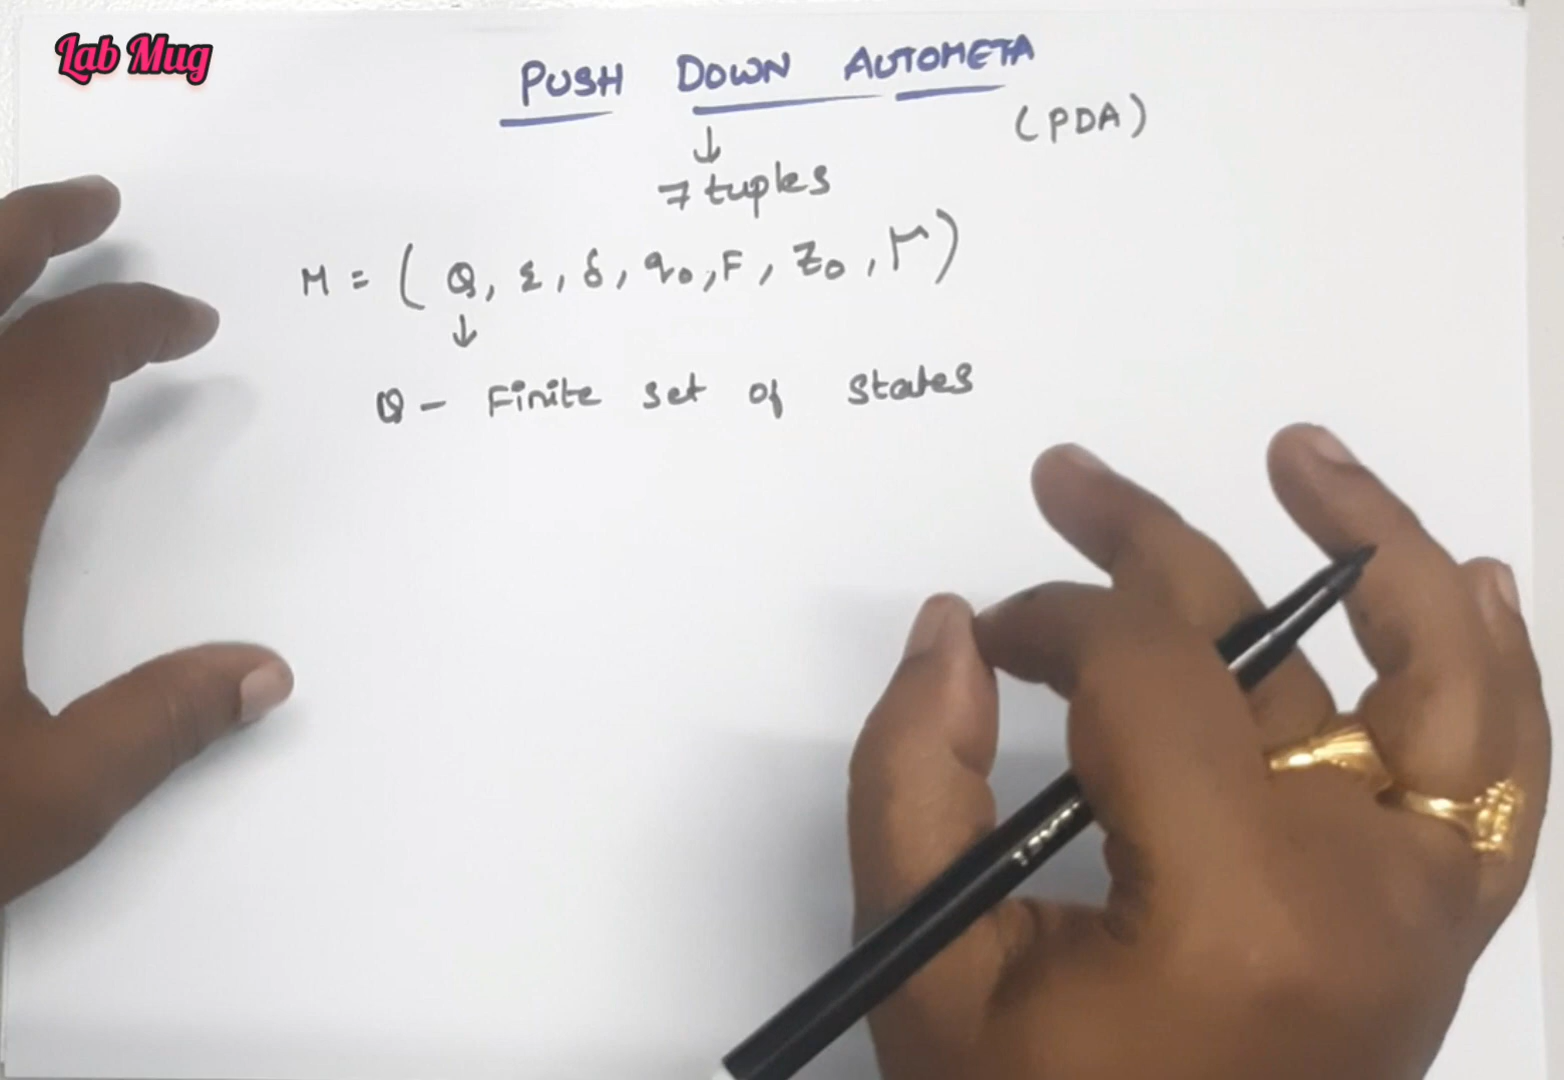 Lab Mug
PUSH DOWN AUTOMETA
(PDA)
↓
7 tuples
M = ( Q, Σ, δ, q₀, F, Z₀, Γ )
↓
Q - Finite set of states